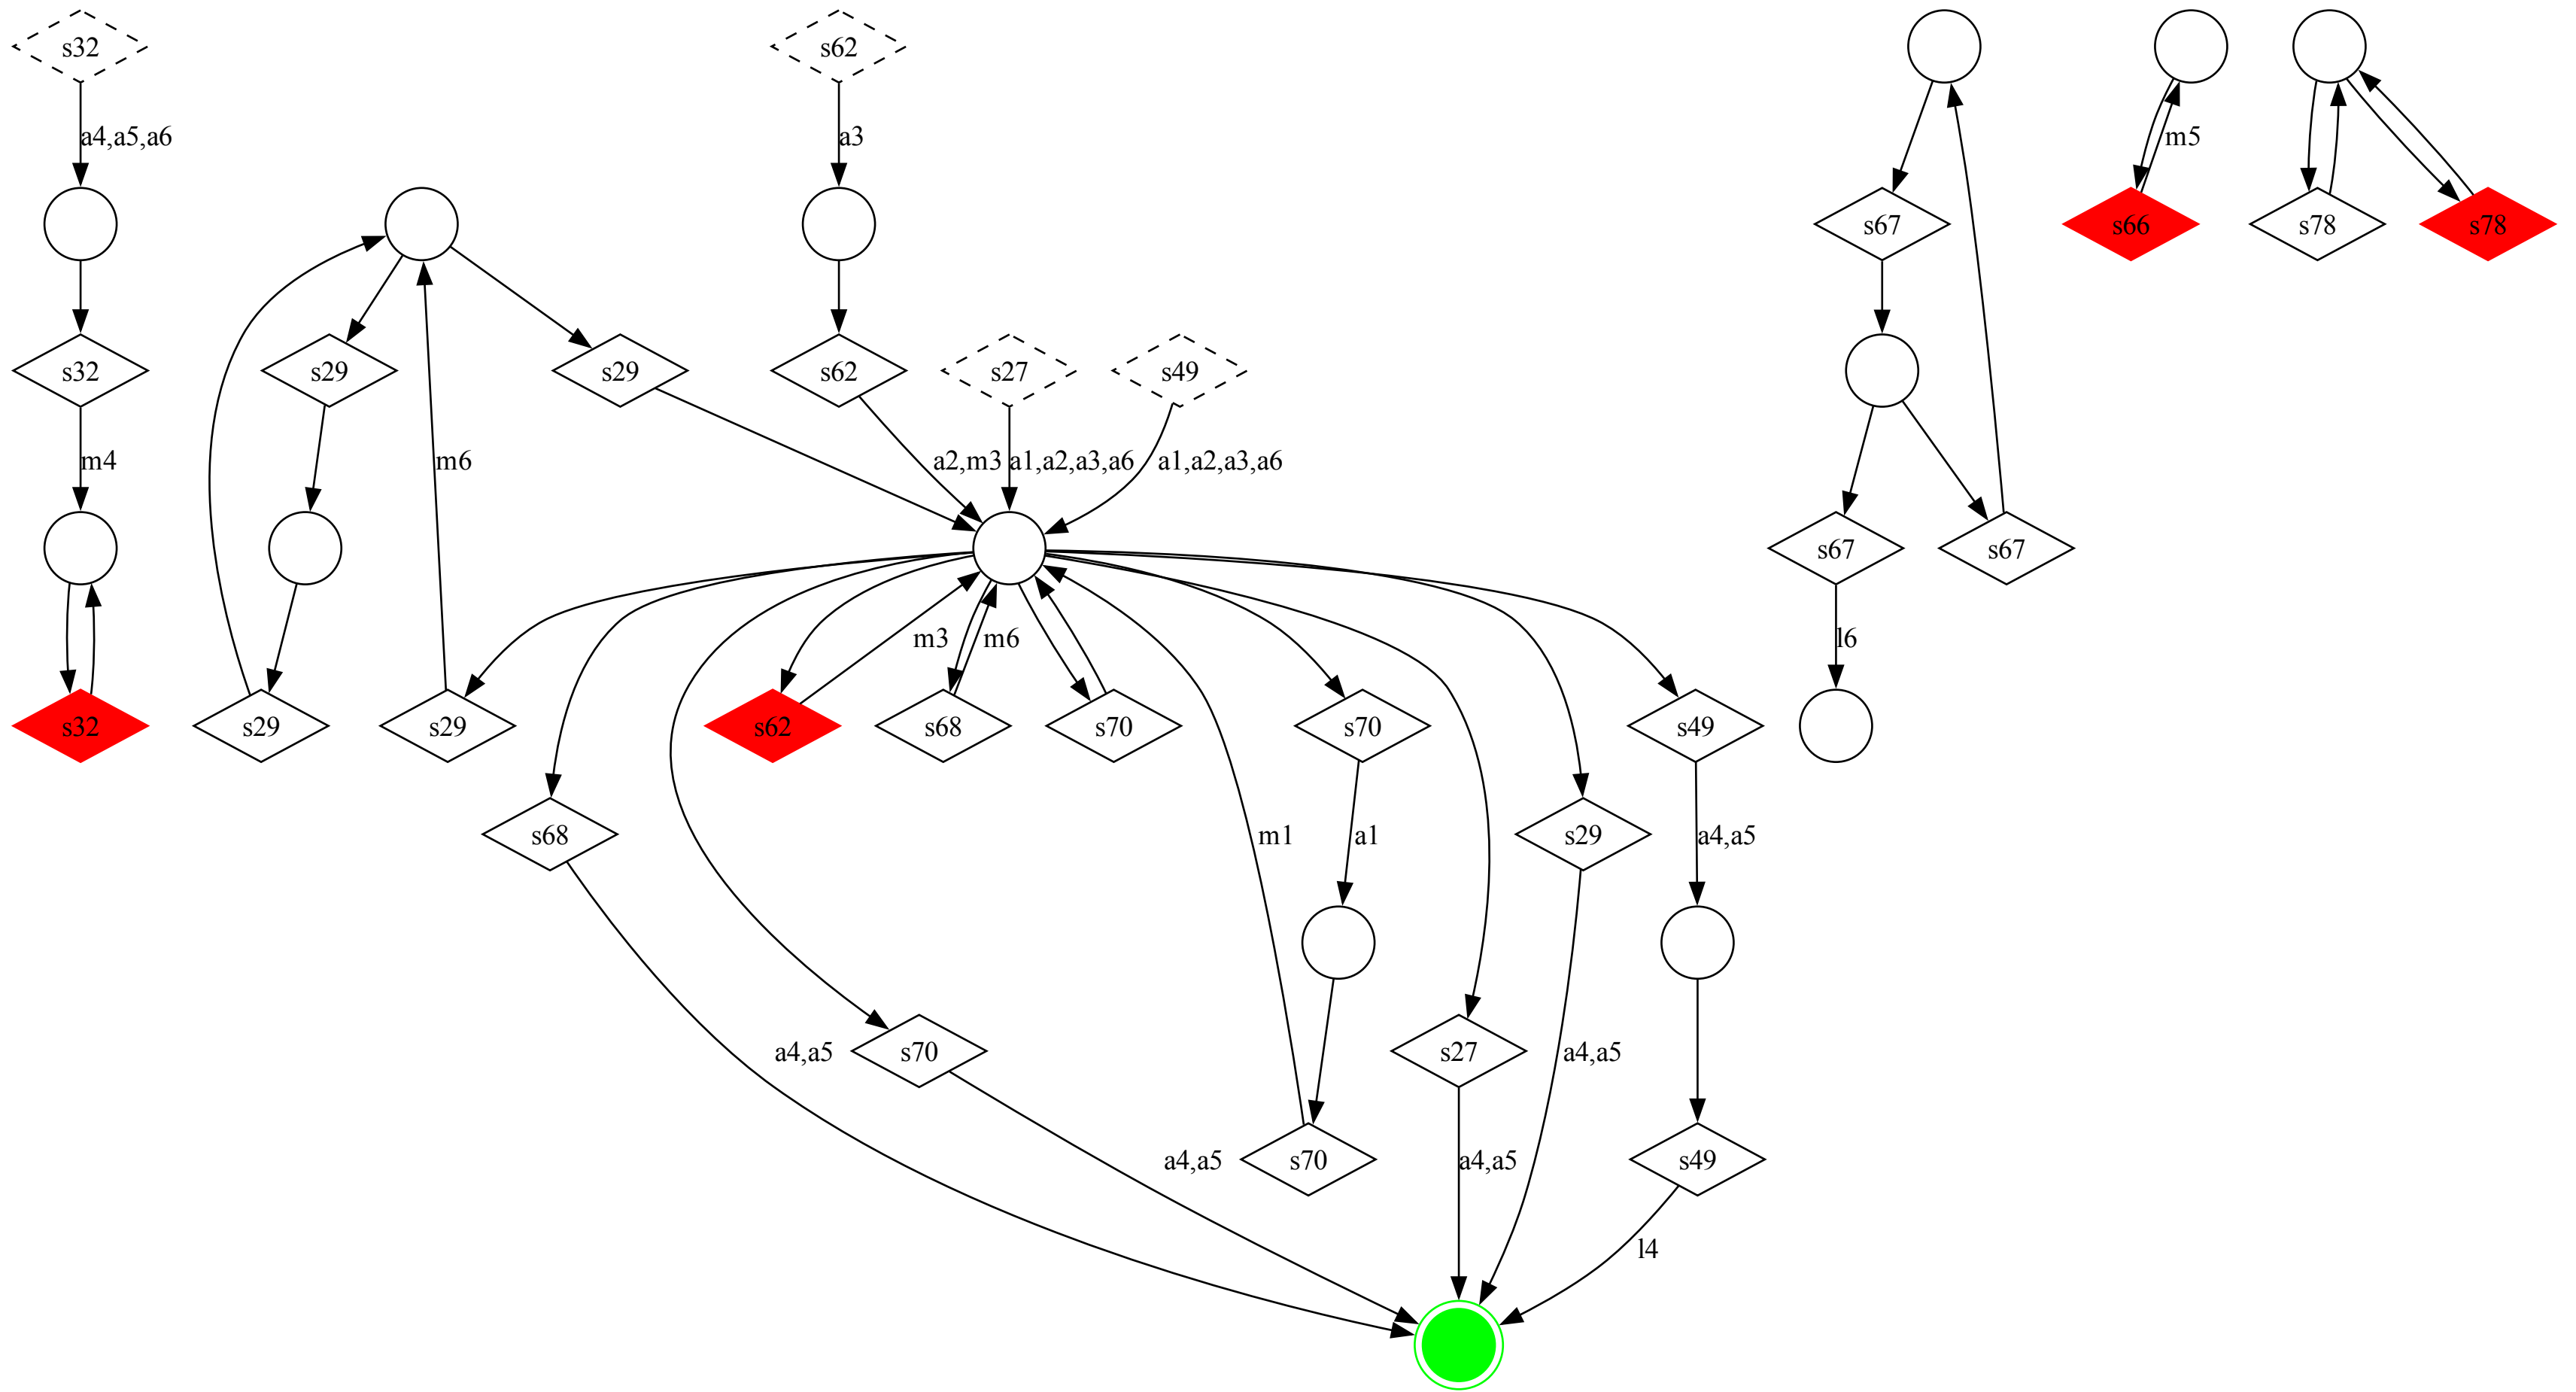 s32
s62
a4,a5,a6
a3
m5
s67
s66
s78
s78
s32
s29
s29
s62
s27
s49
m4
m6
a2,m3
a1,a2,a3,a6
a1,a2,a3,a6
s67
s67
m3
m6
l6
s32
s29
s29
s62
s68
s70
s70
s49
s68
m1
a1
s29
a4,a5
a4,a5
s70
s27
a4,a5
a4,a5
s70
a4,a5
s49
l4